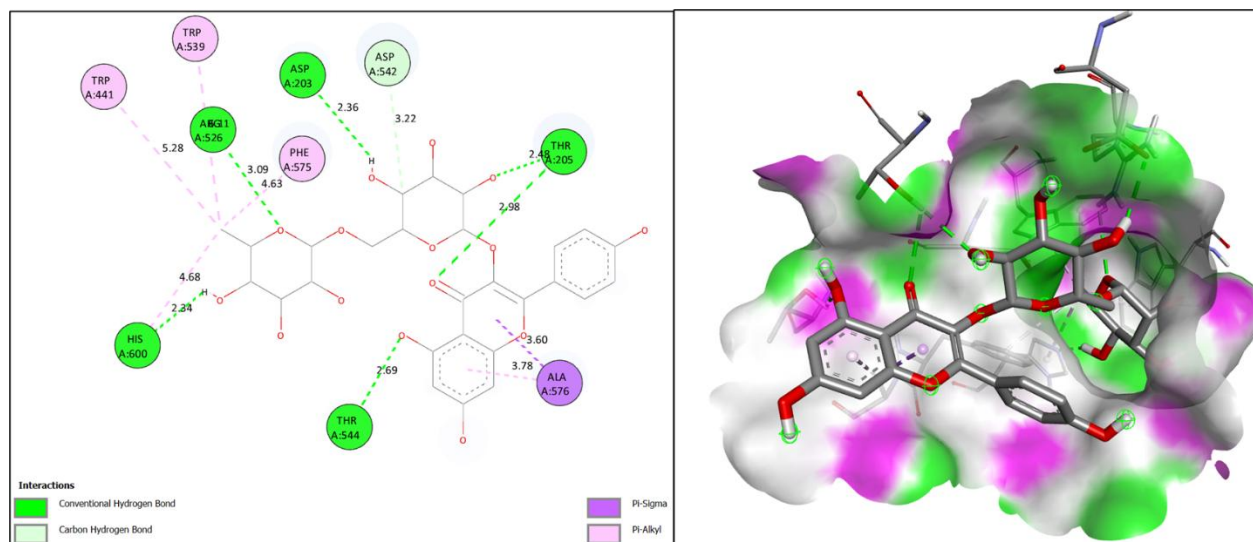 TRP
A:539
ASP
A:542
ASP
A:203
TRP
A:441
2.36
3.22
A:526
THR
A:205
2.48
5.28
PHE
A:575
3.09
4.63
2.98
H
O
O
O
O
O
O
O
O
O
4.68
H
O
O
O
2.34
O
O
O
3.60
HIS
A:600
O
2.69
3.78
ALA
A:576
THR
A:544
O
Interactions
Conventional Hydrogen Bond
Pi-Sigma
Carbon Hydrogen Bond
Pi-Alkyl